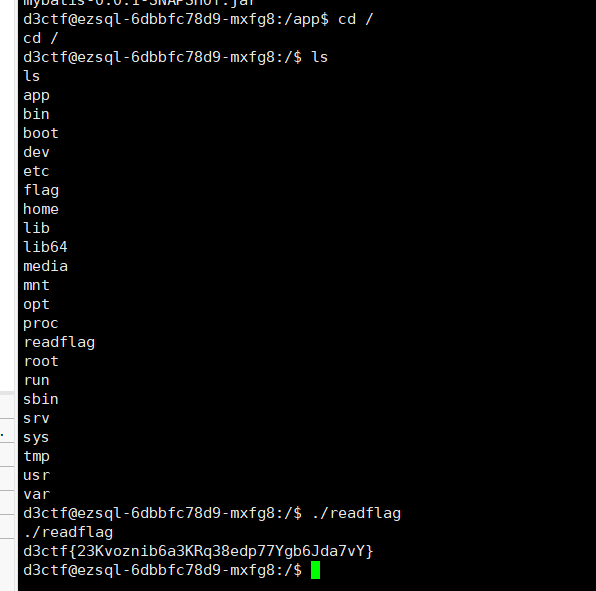 mybatis-0.0.1-SNAPSHOT.jar
d3ctf@ezsql-6dbbfc78d9-mxfg8:/app$ cd /
cd /
d3ctf@ezsql-6dbbfc78d9-mxfg8:/$ ls
ls
app
bin
boot
dev
etc
flag
home
lib
lib64
media
mnt
opt
proc
readflag
root
run
sbin
srv
sys
tmp
usr
var
d3ctf@ezsql-6dbbfc78d9-mxfg8:/$ ./readflag
./readflag
d3ctf{23Kvoznib6a3KRq38edp77Ygb6Jda7vY}
d3ctf@ezsql-6dbbfc78d9-mxfg8:/$